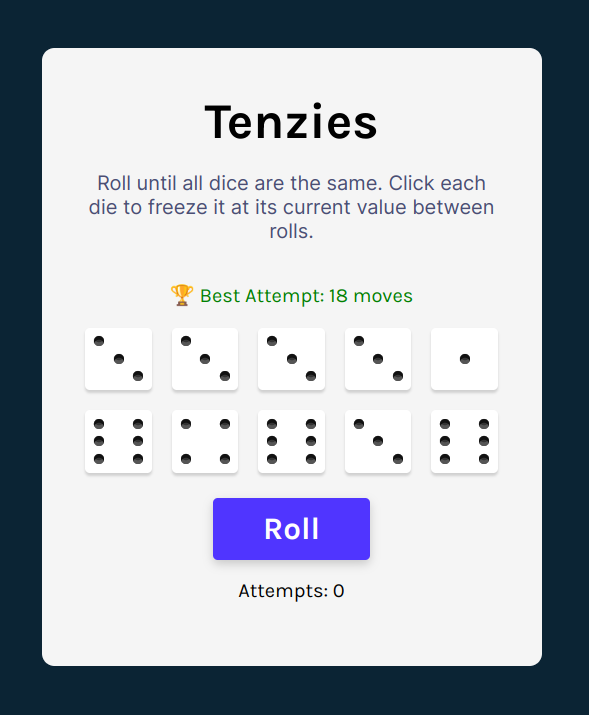 Tenzies
Roll until all dice are the same. Click each
die to freeze it at its current value between
rolls.
🏆 Best Attempt: 18 moves
Roll
Attempts: 0